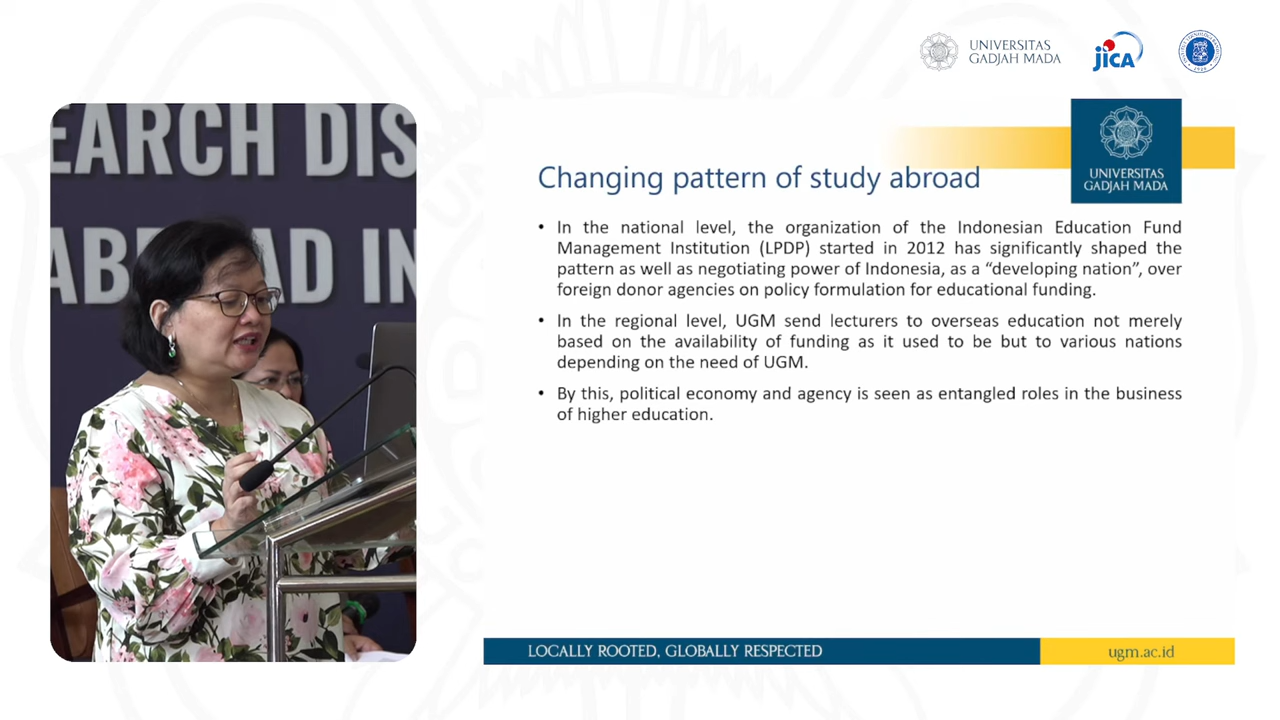 UNIVERSITAS
GADJAH MADA
JICA
EARCH DIS
ABROAD IN
UNIVERSITAS
GADJAH MADA
Changing pattern of study abroad
• In the national level, the organization of the Indonesian Education Fund
Management Institution (LPDP) started in 2012 has significantly shaped the
pattern as well as negotiating power of Indonesia, as a “developing nation”, over
foreign donor agencies on policy formulation for educational funding.
• In the regional level, UGM send lecturers to overseas education not merely
based on the availability of funding as it used to be but to various nations
depending on the need of UGM.
• By this, political economy and agency is seen as entangled roles in the business
of higher education.
LOCALLY ROOTED, GLOBALLY RESPECTED
ugm.ac.id